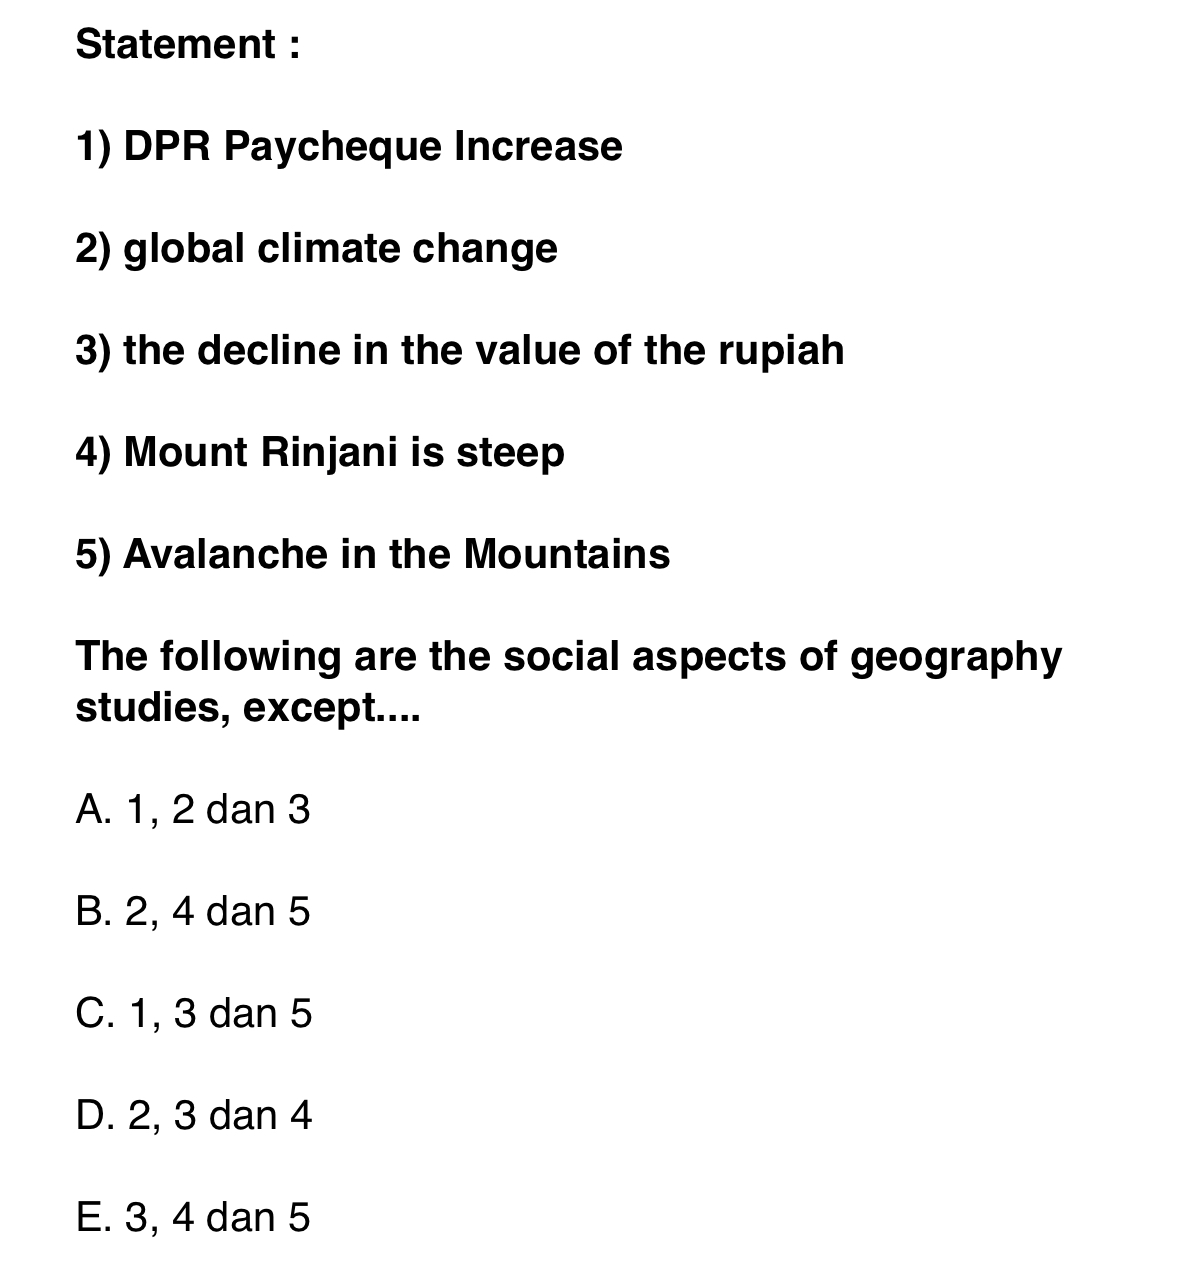 Statement :
1) DPR Paycheque Increase
2) global climate change
3) the decline in the value of the rupiah
4) Mount Rinjani is steep
5) Avalanche in the Mountains
The following are the social aspects of geography
studies, except....
A. 1, 2 dan 3
B. 2, 4 dan 5
C. 1, 3 dan 5
D. 2, 3 dan 4
E. 3, 4 dan 5